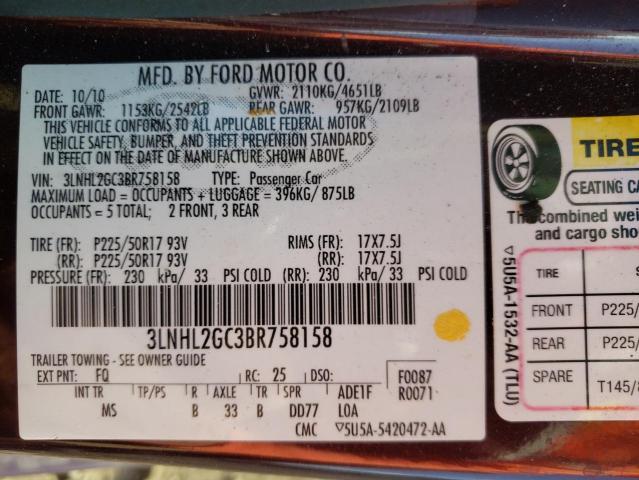 MFD. BY FORD MOTOR CO.
DATE: 10/10 GVWR: 2110KG/4651LB
FRONT GAWR: 1153KG/2542LB REAR GAWR: 957KG/2109LB
THIS VEHICLE CONFORMS TO ALL APPLICABLE FEDERAL MOTOR
VEHICLE SAFETY, BUMPER, AND THEFT PREVENTION STANDARDS
IN EFFECT ON THE DATE OF MANUFACTURE SHOWN ABOVE.
VIN: 3LNHL2GC3BR758158 TYPE: Passenger Car
MAXIMUM LOAD = OCCUPANTS + LUGGAGE = 396KG/ 875LB
OCCUPANTS = 5 TOTAL; 2 FRONT, 3 REAR
TIRE (FR): P225/50R17 93V RIMS (FR): 17X7.5J
(RR): P225/50R17 93V (RR): 17X7.5J
PRESSURE (FR): 230 kPa/ 33 PSI COLD (RR): 230 kPa/ 33 PSI COLD
3LNHL2GC3BR758158
TRAILER TOWING - SEE OWNER GUIDE
EXT PNT: FQ RC: 25 DSO: F0087
R0071
INT TR TP/PS R AXLE TR SPR ADE1F
MS B 33 B DD77 LOA
CMC ▽5U5A-5420472-AA
TIRE
SEATING CA
The combined wei
and cargo sho
▽5U5A-1532-AA (TLU)
TIRE S
FRONT P225/
REAR P225/
SPARE T145/8